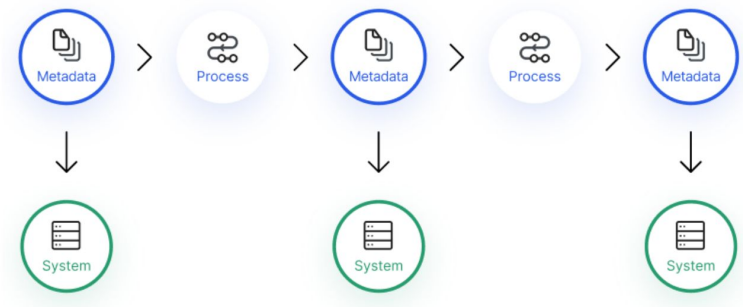 Metadata
Process
Metadata
Process
Metadata
System
System
System